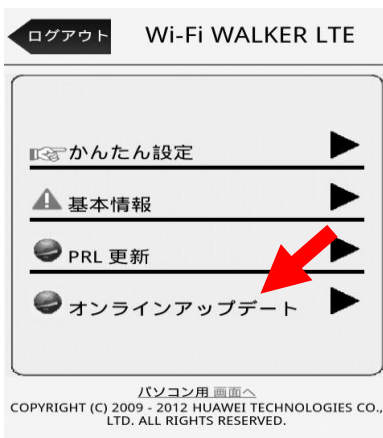 ログアウト Wi-Fi WALKER LTE
かんたん設定
基本情報
PRL 更新
オンラインアップデート
パソコン用 画面へ
COPYRIGHT (C) 2009 - 2012 HUAWEI TECHNOLOGIES CO.,
LTD. ALL RIGHTS RESERVED.